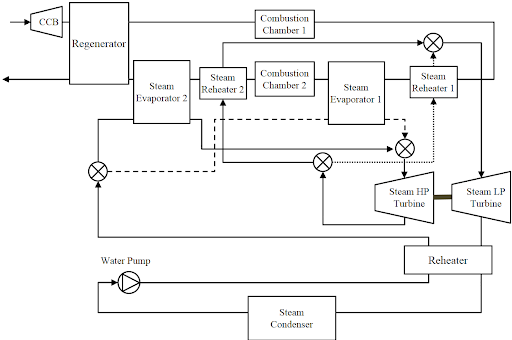 CCB
Regenerator
Combustion
Chamber 1
Steam
Evaporator 2
Steam
Reheater 2
Combustion
Chamber 2
Steam
Evaporator 1
Steam
Reheater 1
Steam HP
Turbine
Steam LP
Turbine
Reheater
Water Pump
Steam
Condenser